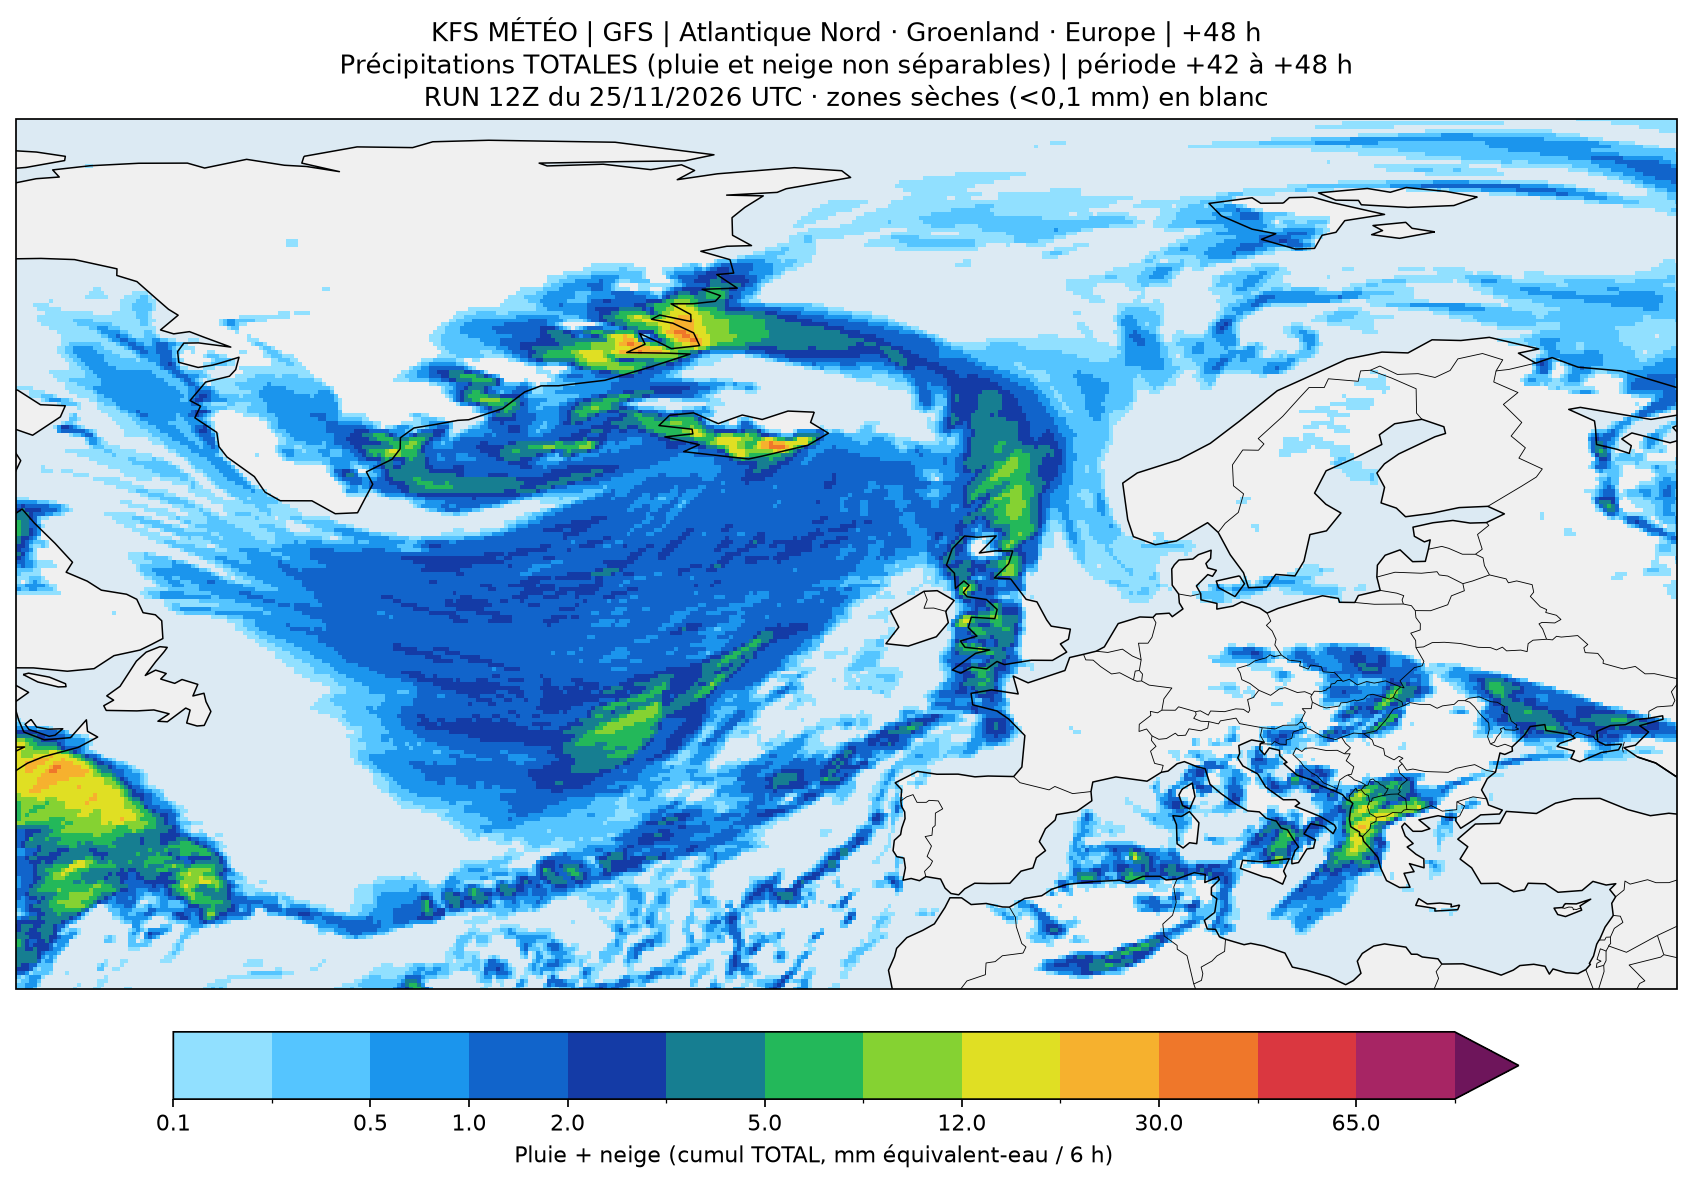 KFS MÉTÉO | GFS | Atlantique Nord · Groenland · Europe | +48 h
Précipitations TOTALES (pluie et neige non séparables) | période +42 à +48 h
RUN 12Z du 25/11/2026 UTC · zones sèches (<0,1 mm) en blanc
0.1 0.5 1.0 2.0 5.0 12.0 30.0 65.0
Pluie + neige (cumul TOTAL, mm équivalent-eau / 6 h)